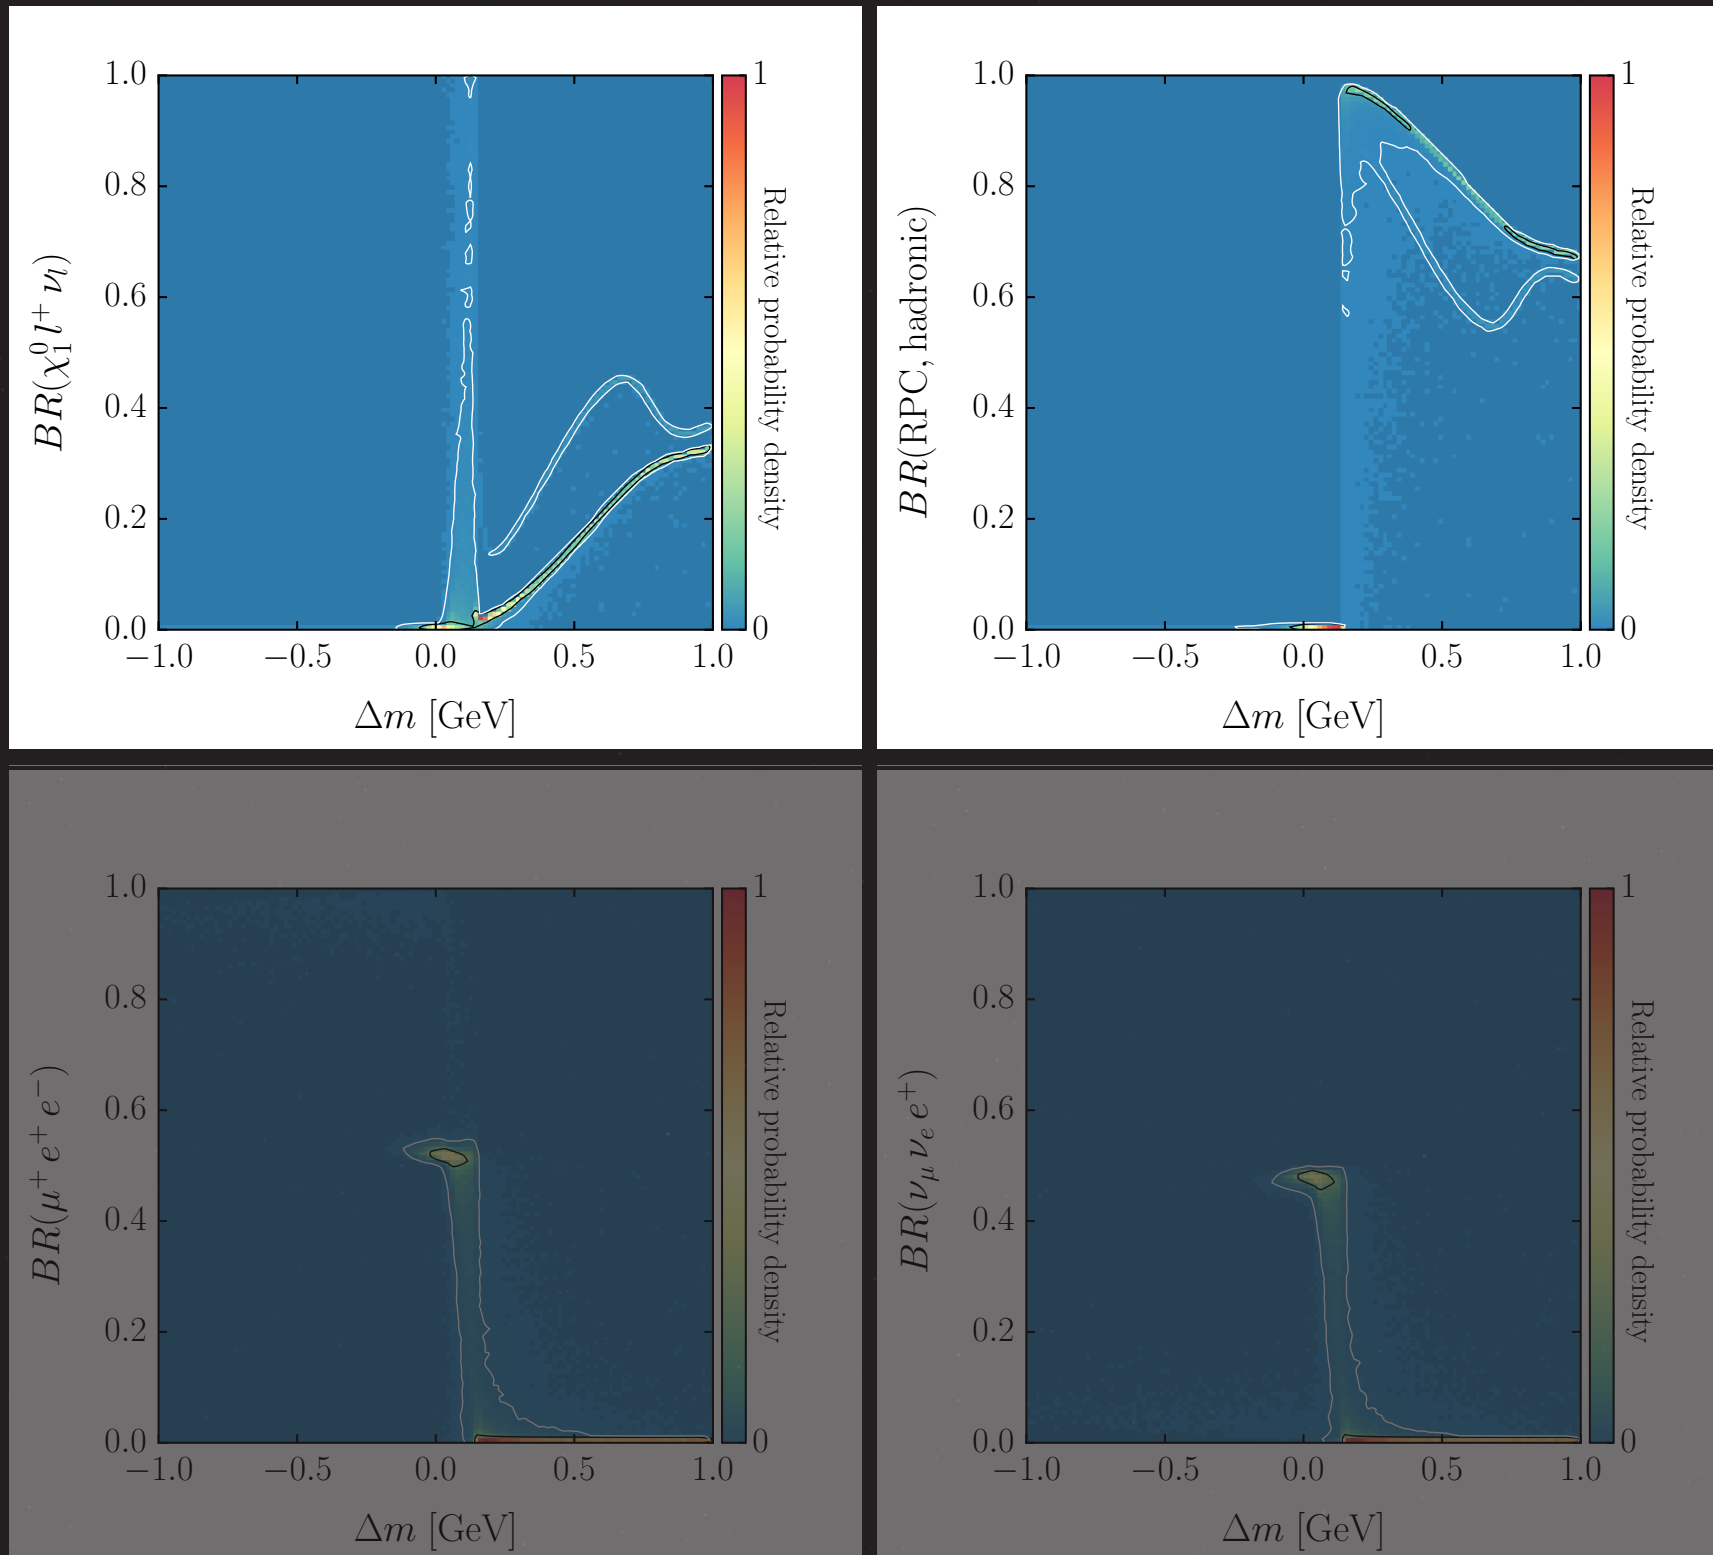 1.0
0.8
0.6
0.4
0.2
0.0
−1.0 −0.5 0.0 0.5 1.0
Δm [GeV]
BR(χ₁⁰ l⁺ ν_l)
1
0
Relative probability density
1.0
0.8
0.6
0.4
0.2
0.0
−1.0 −0.5 0.0 0.5 1.0
Δm [GeV]
BR(RPC, hadronic)
1
0
Relative probability density
1.0
0.8
0.6
0.4
0.2
0.0
−1.0 −0.5 0.0 0.5 1.0
Δm [GeV]
BR(μ⁺ e⁺ e⁻)
1
0
Relative probability density
1.0
0.8
0.6
0.4
0.2
0.0
−1.0 −0.5 0.0 0.5 1.0
Δm [GeV]
BR(ν_μ ν_e e⁺)
1
0
Relative probability density